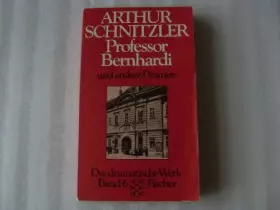 ARTHUR
SCHNITZLER
Professor
Bernhardi
und andere Dramen
Das dramatische Werk
Band 6 Fischer